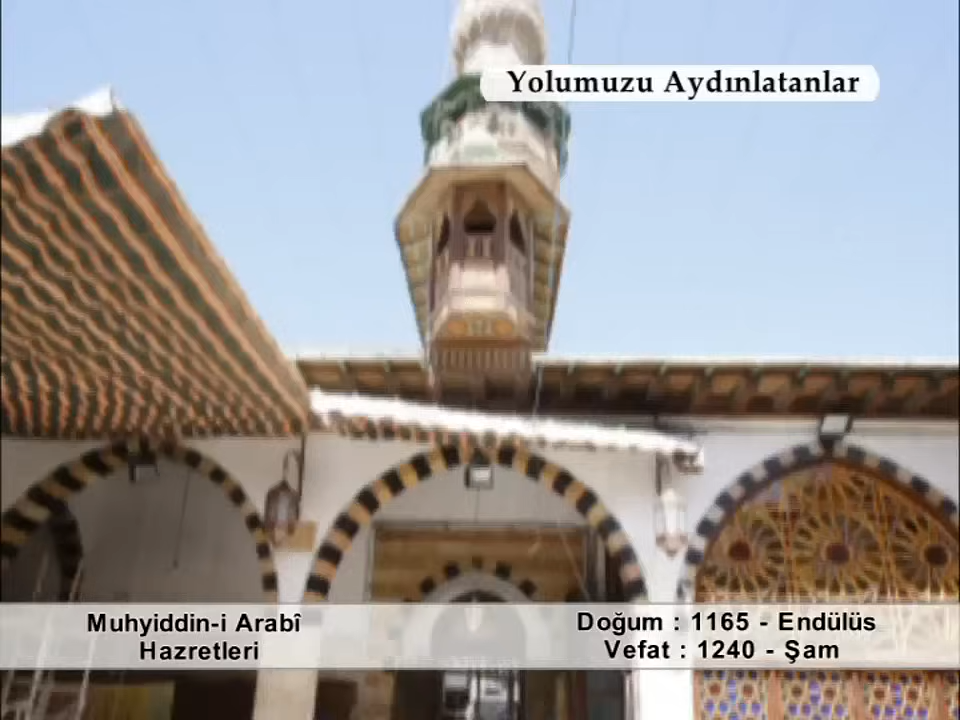 Yolumuzu Aydınlatanlar
Muhyiddin-i Arabî
Hazretleri
Doğum : 1165 - Endülüs
Vefat : 1240 - Şam